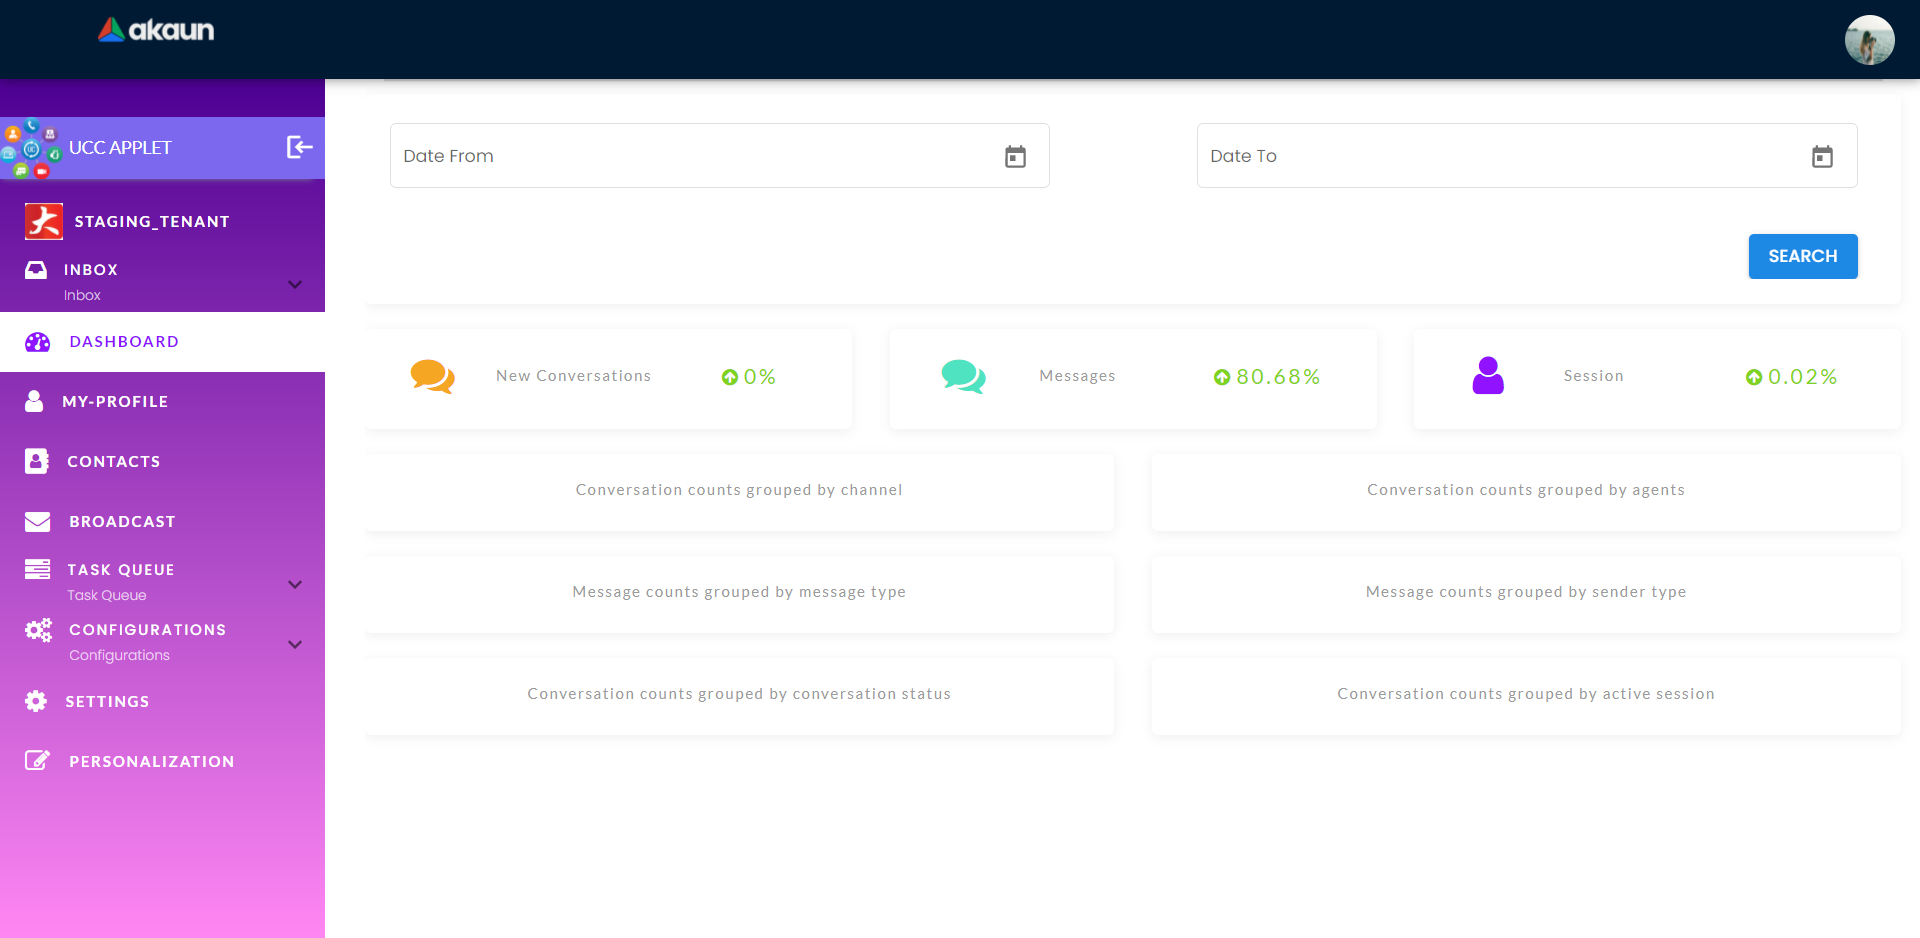 akaun
UCC APPLET
STAGING_TENANT
INBOX
Inbox
DASHBOARD
MY-PROFILE
CONTACTS
BROADCAST
TASK QUEUE
Task Queue
CONFIGURATIONS
Configurations
SETTINGS
PERSONALIZATION
Date From
Date To
SEARCH
New Conversations 0%
Messages 80.68%
Session 0.02%
Conversation counts grouped by channel
Conversation counts grouped by agents
Message counts grouped by message type
Message counts grouped by sender type
Conversation counts grouped by conversation status
Conversation counts grouped by active session